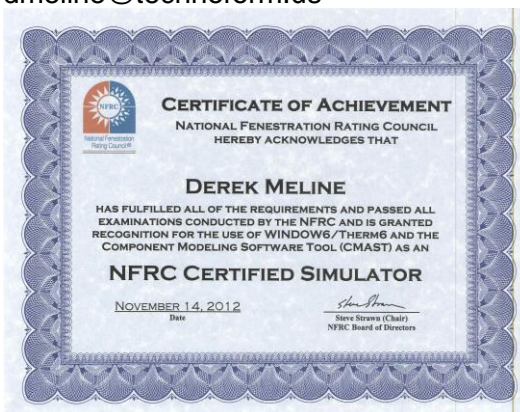 NFRC
National Fenestration
Rating Council®
CERTIFICATE OF ACHIEVEMENT
NATIONAL FENESTRATION RATING COUNCIL
HEREBY ACKNOWLEDGES THAT
DEREK MELINE
HAS FULFILLED ALL OF THE REQUIREMENTS AND PASSED ALL
EXAMINATIONS CONDUCTED BY THE NFRC AND IS GRANTED
RECOGNITION FOR THE USE OF WINDOW6/THERM6 AND THE
COMPONENT MODELING SOFTWARE TOOL (CMAST) AS AN
NFRC CERTIFIED SIMULATOR
NOVEMBER 14, 2012
Date
Steve Strawn (Chair)
NFRC Board of Directors